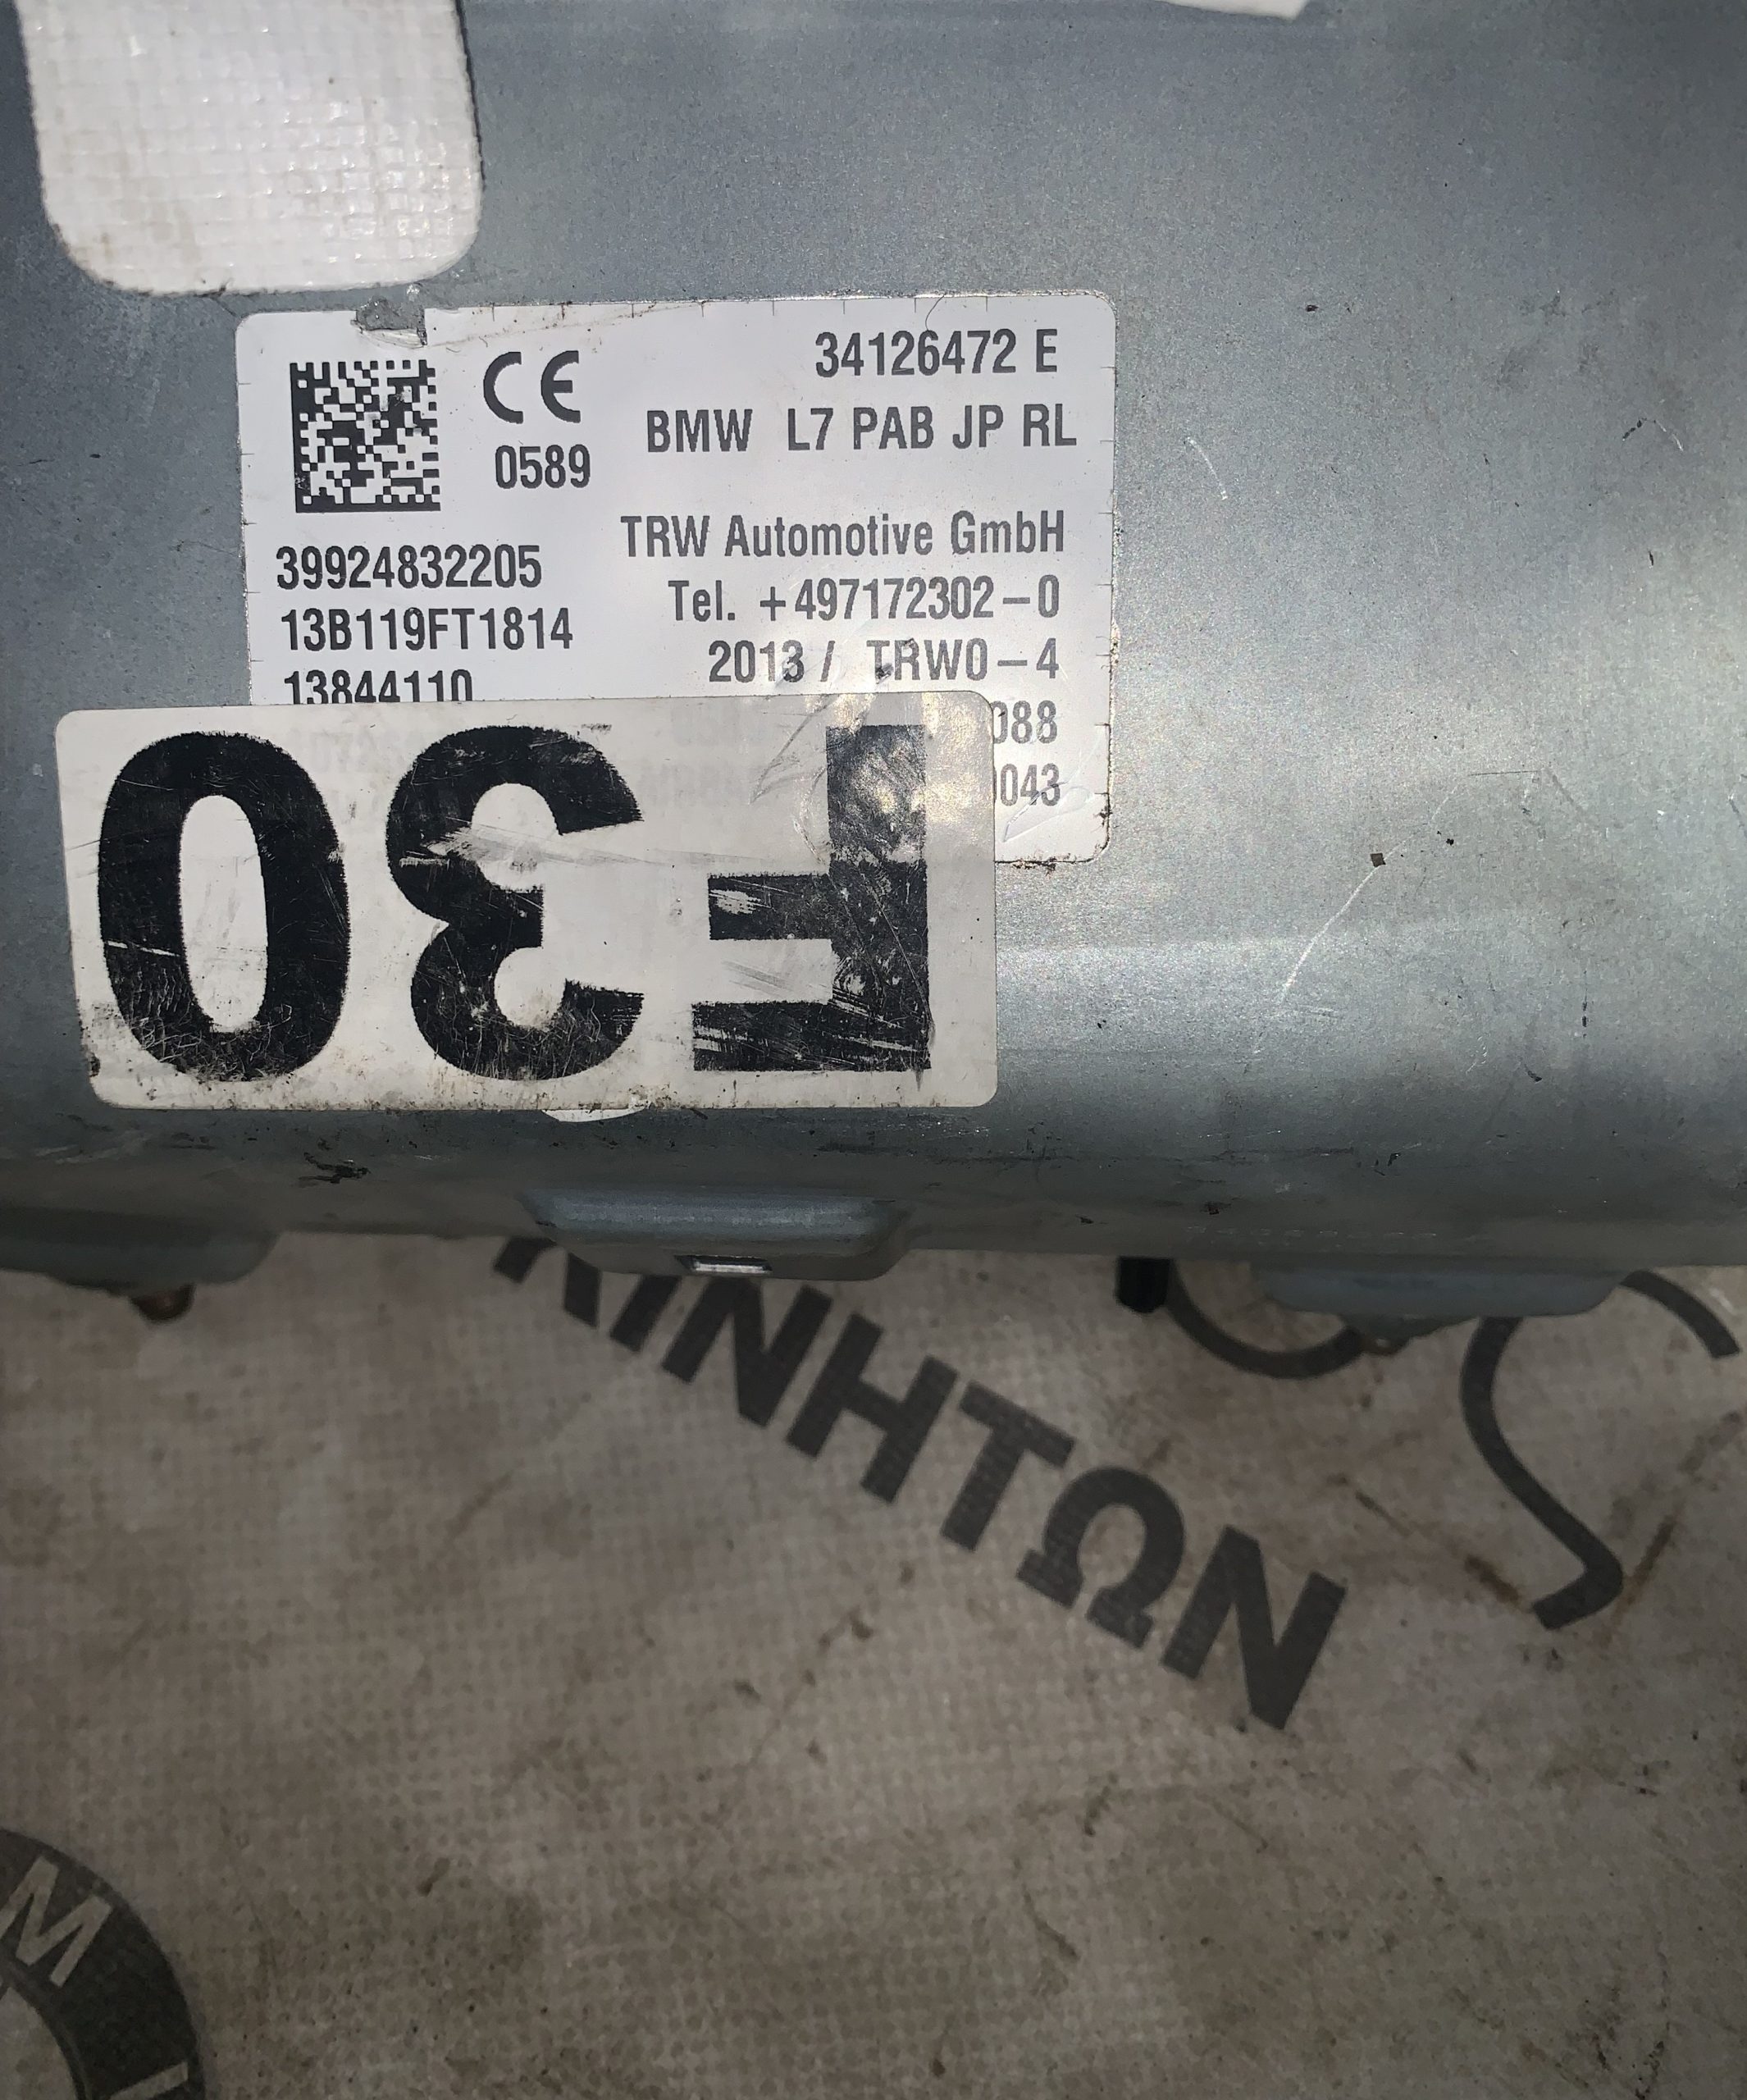 34126472 E
CE
0589
BMW L7 PAB JP RL
39924832205
13B119FT1814
13844110
TRW Automotive GmbH
Tel. +497172302-0
2013 / TRW0-4
088
0043
F30
ΚΙΝΗΤΩΝ
M